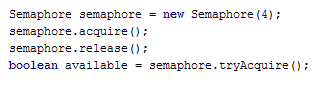 Semaphore semaphore = new Semaphore(4);
semaphore.acquire();
semaphore.release();
boolean available = semaphore.tryAcquire();